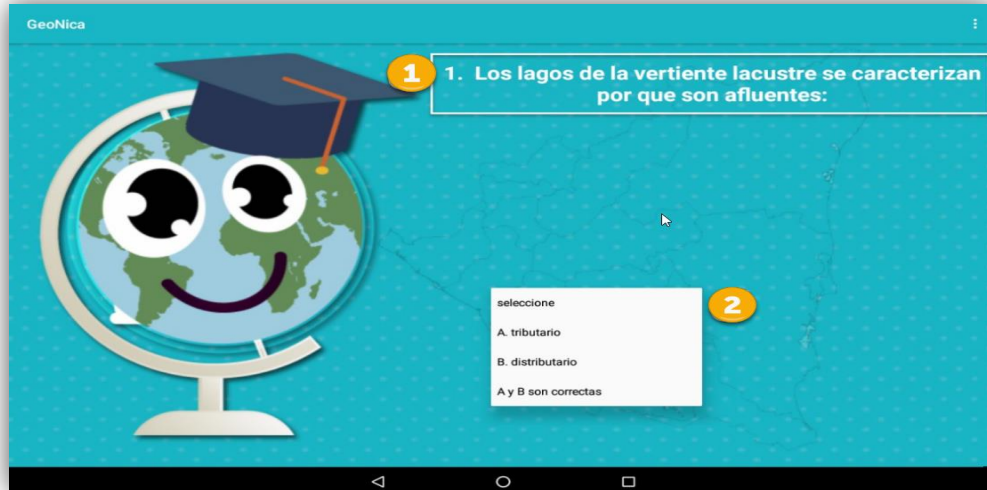 GeoNica
1
1. Los lagos de la vertiente lacustre se caracterizan
por que son afluentes:
seleccione
2
A. tributario
B. distributario
A y B son correctas